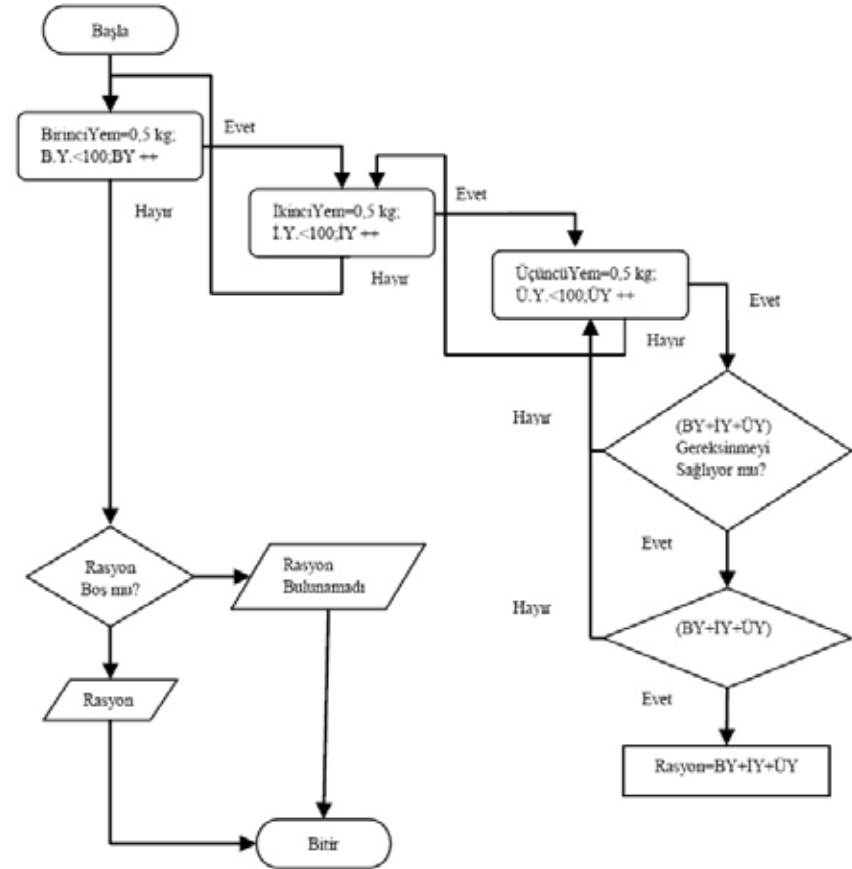 Başla
BirinciYem=0,5 kg;
B.Y.<100;BY ++
Evet
Hayır
İkinciYem=0,5 kg;
İ.Y.<100;İY ++
Evet
Hayır
ÜçüncüYem=0,5 kg;
Ü.Y.<100;ÜY ++
Evet
Hayır
(BY+İY+ÜY)
Gereksinmeyi
Sağlıyor mu?
Hayır
Evet
(BY+İY+ÜY)
Hayır
Evet
Rasyon=BY+İY+ÜY
Rasyon
Boş mu?
Rasyon
Bulunamadı
Rasyon
Bitir